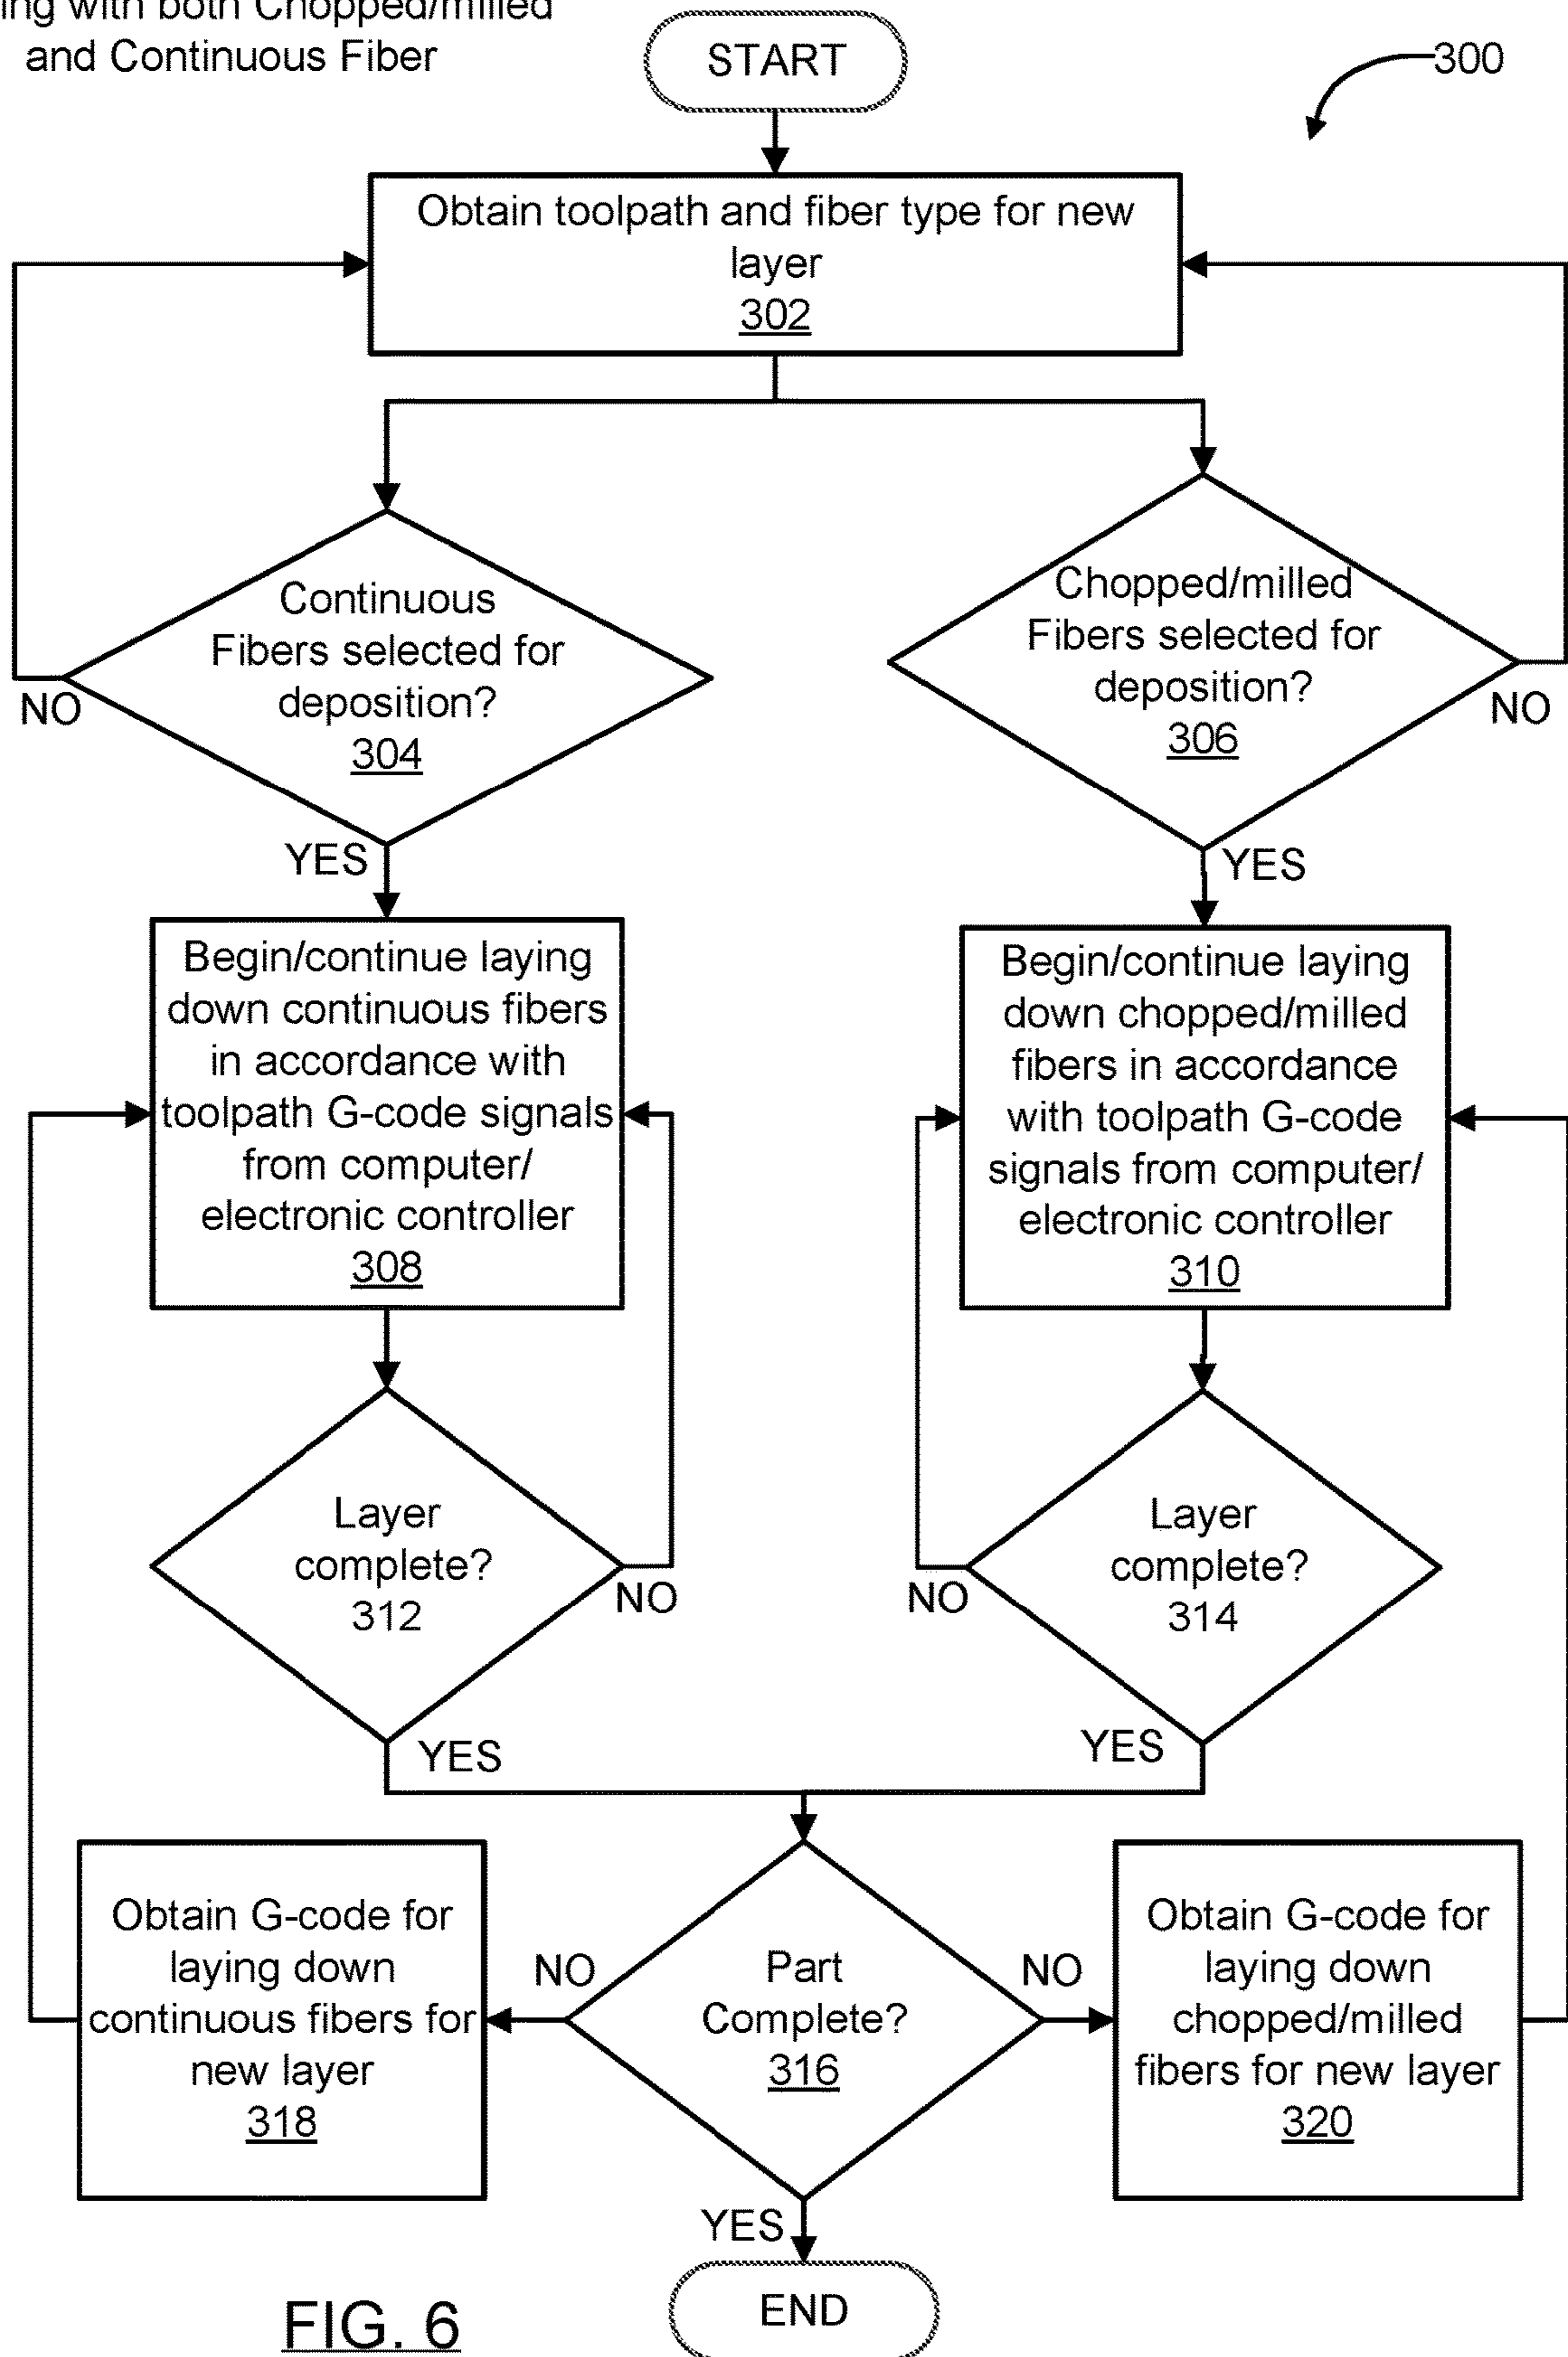 with both Chopped/milled
and Continuous Fiber
START
300
Obtain toolpath and fiber type for new
layer
302
Continuous
Fibers selected for
deposition?
304
NO
YES
Chopped/milled
Fibers selected for
deposition?
306
NO
YES
Begin/continue laying
down continuous fibers
in accordance with
toolpath G-code signals
from computer/
electronic controller
308
Begin/continue laying
down chopped/milled
fibers in accordance
with toolpath G-code
signals from computer/
electronic controller
310
Layer
complete?
312
NO
YES
Layer
complete?
314
NO
YES
Obtain G-code for
laying down
continuous fibers for
new layer
318
NO
Part
Complete?
316
NO
YES
Obtain G-code for
laying down
chopped/milled
fibers for new layer
320
END
FIG. 6